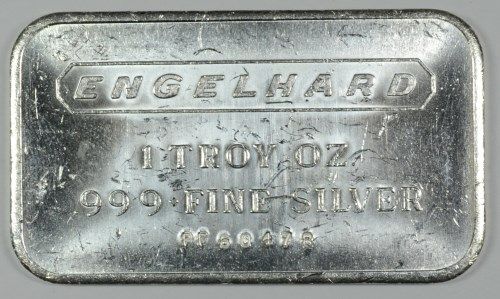 ENGELHARD
1 TROY OZ.
999+FINE SILVER